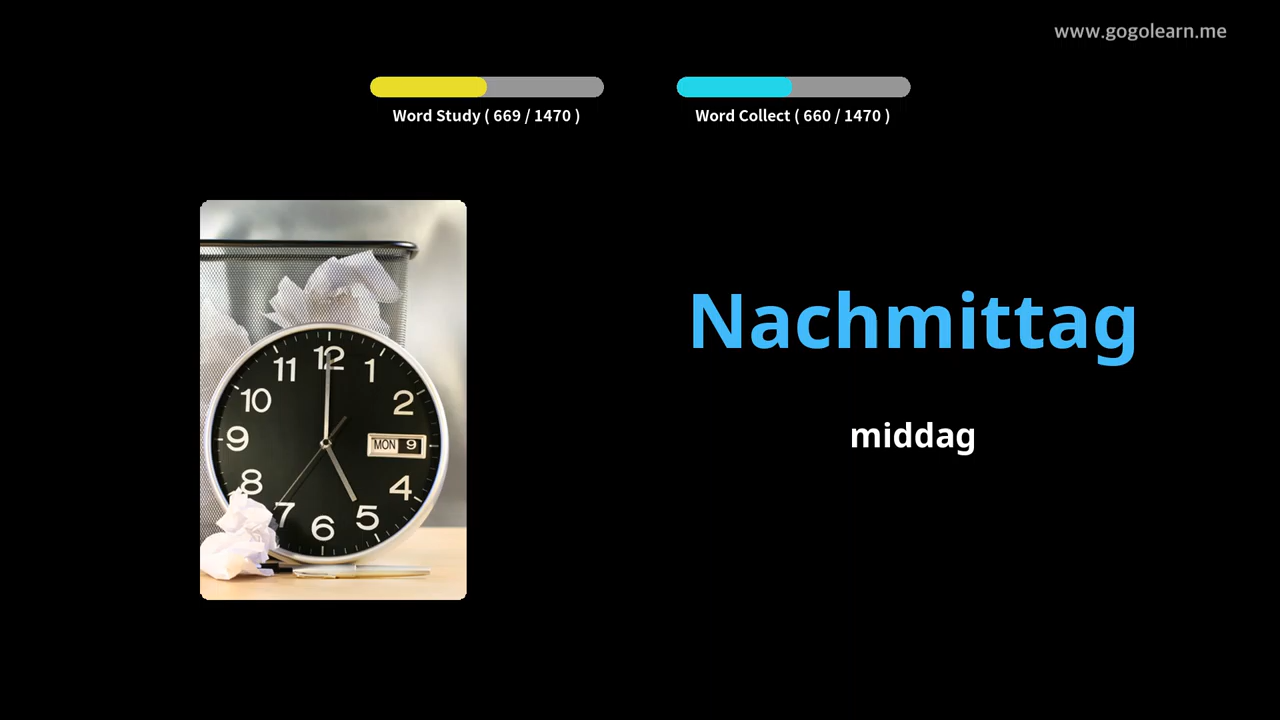 www.gogolearn.me
Word Study ( 669 / 1470 )
Word Collect ( 660 / 1470 )
Nachmittag
middag
12
11
1
10
2
9
MON 9
8
4
7
5
6